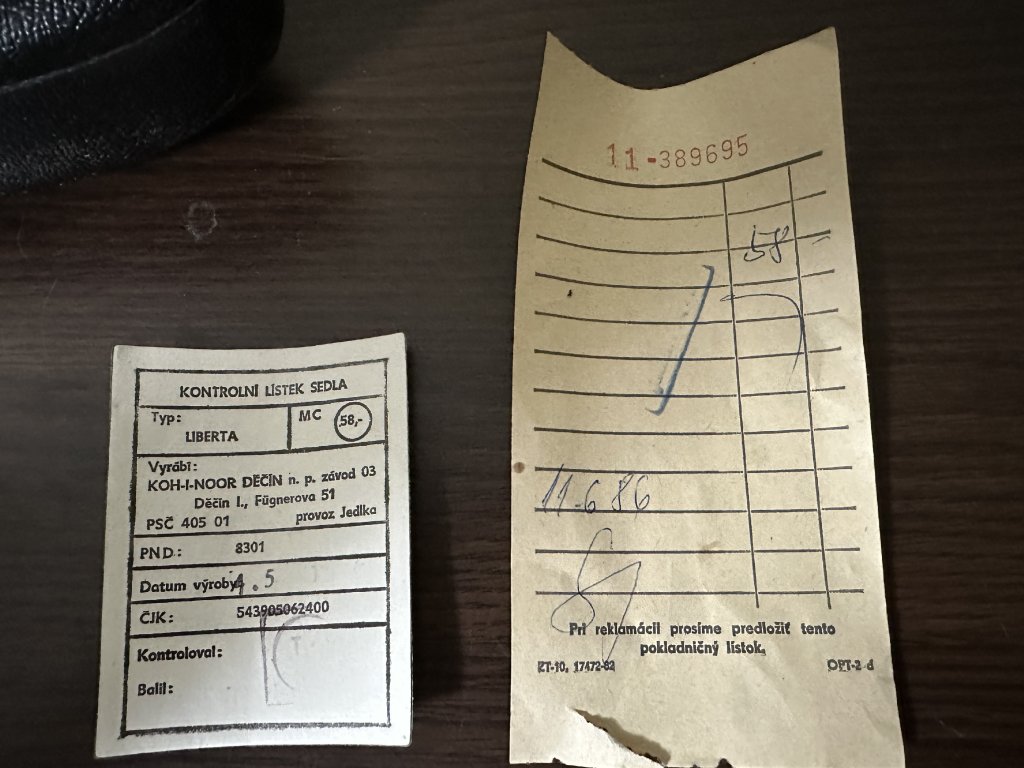 KONTROLNÍ LÍSTEK SEDLA
Typ:
LIBERTA
MC 58,-
Vyrábí:
KOH-I-NOOR DĚČÍN n. p. závod 03
Děčín I., Fügnerova 51
PSČ 405 01 provoz Jedlka
PND: 8301
Datum výroby .5
ČJK: 543905062400
Kontroloval:
Balil:
11-389695
58
11.6 86
Pri reklamácii prosíme predložiť tento
pokladničný lístok.
RT-10, 17472-82 OPT-2 d